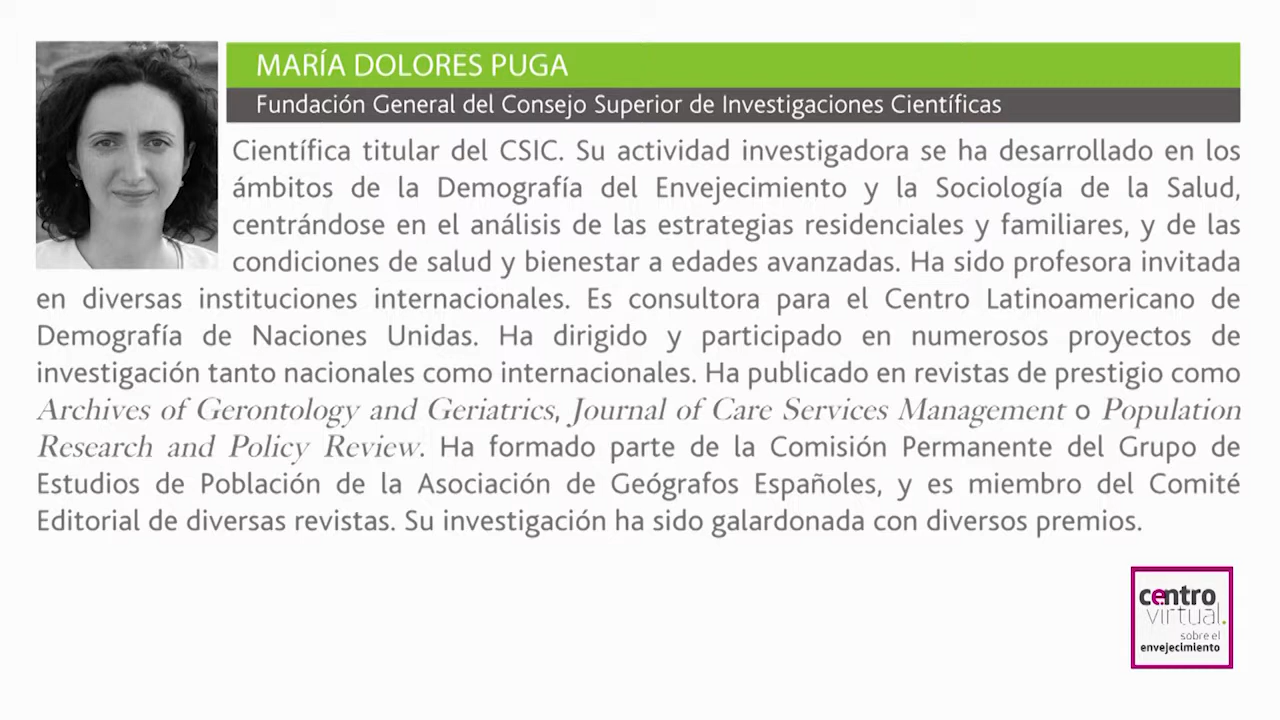 MARÍA DOLORES PUGA
Fundación General del Consejo Superior de Investigaciones Científicas
Científica titular del CSIC. Su actividad investigadora se ha desarrollado en los
ámbitos de la Demografía del Envejecimiento y la Sociología de la Salud,
centrándose en el análisis de las estrategias residenciales y familiares, y de las
condiciones de salud y bienestar a edades avanzadas. Ha sido profesora invitada
en diversas instituciones internacionales. Es consultora para el Centro Latinoamericano de
Demografía de Naciones Unidas. Ha dirigido y participado en numerosos proyectos de
investigación tanto nacionales como internacionales. Ha publicado en revistas de prestigio como
Archives of Gerontology and Geriatrics, Journal of Care Services Management o Population
Research and Policy Review. Ha formado parte de la Comisión Permanente del Grupo de
Estudios de Población de la Asociación de Geógrafos Españoles, y es miembro del Comité
Editorial de diversas revistas. Su investigación ha sido galardonada con diversos premios.
centro
virtual.
sobre el
envejecimiento